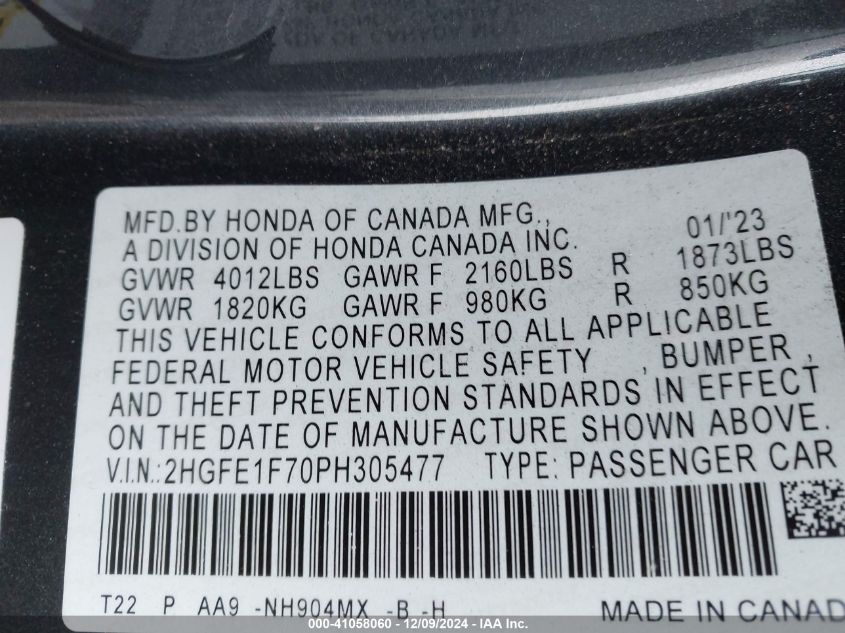 MFD.BY HONDA OF CANADA MFG., 01/'23
A DIVISION OF HONDA CANADA INC.
GVWR 4012LBS GAWR F 2160LBS R 1873LBS
GVWR 1820KG GAWR F 980KG R 850KG
THIS VEHICLE CONFORMS TO ALL APPLICABLE
FEDERAL MOTOR VEHICLE SAFETY , BUMPER ,
AND THEFT PREVENTION STANDARDS IN EFFECT
ON THE DATE OF MANUFACTURE SHOWN ABOVE.
V.I.N.:2HGFE1F70PH305477 TYPE: PASSENGER CAR
T22 P AA9 -NH904MX -B -H MADE IN CANAD
000-41058060 - 12/09/2024 - IAA Inc.